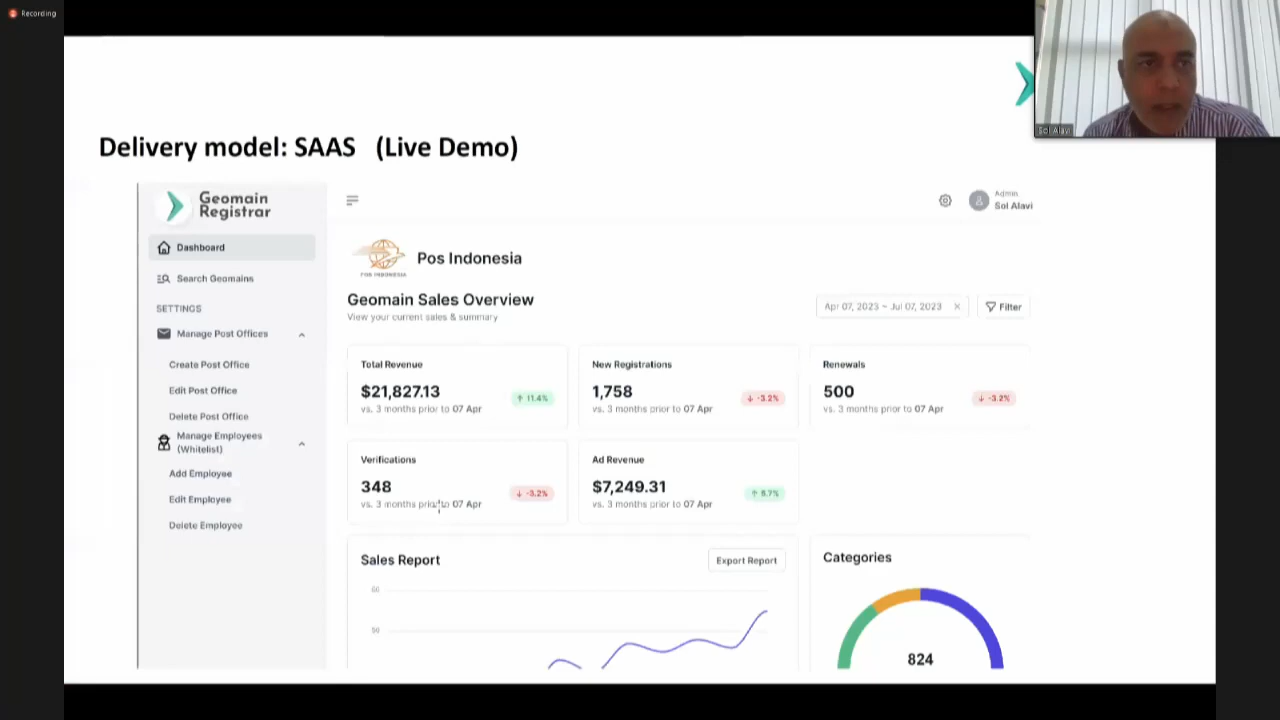 Recording
Sol Alavi
Delivery model: SAAS (Live Demo)
Geomain
Registrar
Admin
Sol Alavi
Dashboard
Search Geomains
SETTINGS
Manage Post Offices
Create Post Office
Edit Post Office
Delete Post Office
Manage Employees
(Whitelist)
Add Employee
Edit Employee
Delete Employee
POS INDONESIA
Pos Indonesia
Geomain Sales Overview
View your current sales & summary
Apr 07, 2023 ~ Jul 07, 2023 ×
Filter
Total Revenue
$21,827.13
↑ 11.4%
vs. 3 months prior to 07 Apr
New Registrations
1,758
↓ -3.2%
vs. 3 months prior to 07 Apr
Renewals
500
↓ -3.2%
vs. 3 months prior to 07 Apr
Verifications
348
↓ -3.2%
vs. 3 months prior to 07 Apr
Ad Revenue
$7,249.31
↑ 8.7%
vs. 3 months prior to 07 Apr
Sales Report
Export Report
60
50
Categories
824